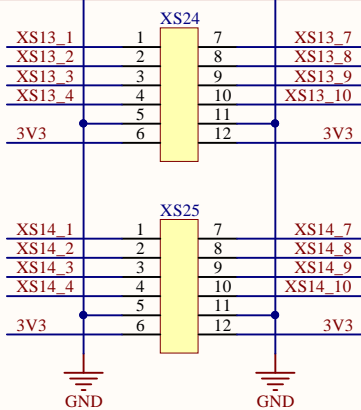 XS24
XS13_1 1 7 XS13_7
XS13_2 2 8 XS13_8
XS13_3 3 9 XS13_9
XS13_4 4 10 XS13_10
5 11
3V3 6 12 3V3
XS25
XS14_1 1 7 XS14_7
XS14_2 2 8 XS14_8
XS14_3 3 9 XS14_9
XS14_4 4 10 XS14_10
5 11
3V3 6 12 3V3
GND GND